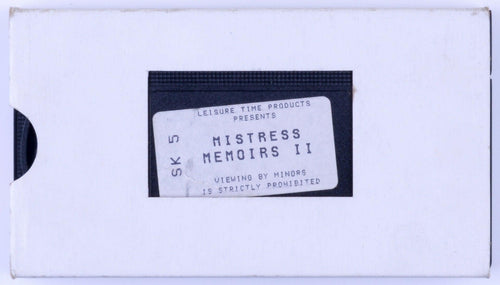 LEISURE TIME PRODUCTS
PRESENTS
SK 5
MISTRESS
MEMOIRS II
VIEWING BY MINORS
IS STRICTLY PROHIBITED